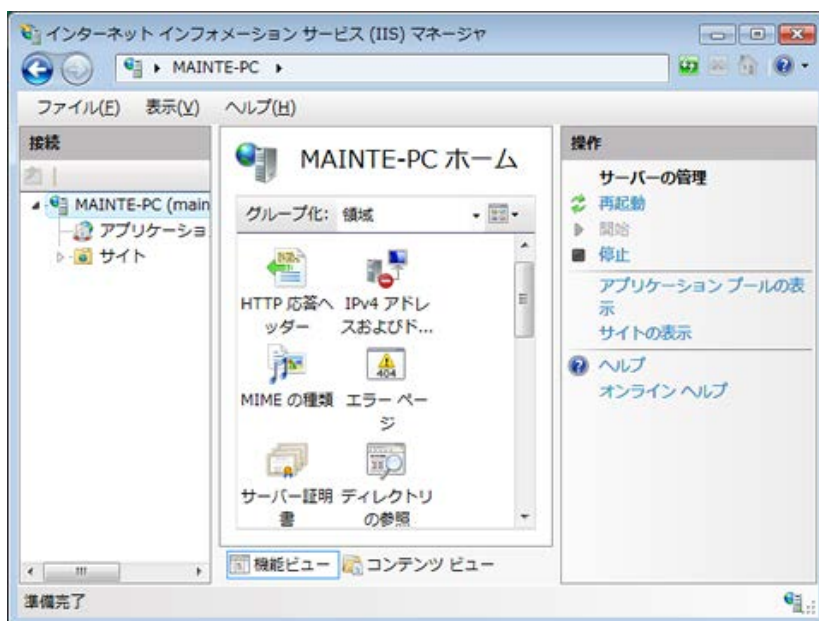 インターネット インフォメーション サービス (IIS) マネージャ
MAINTE-PC
ファイル(F) 表示(V) ヘルプ(H)
接続
MAINTE-PC (main
アプリケーショ
サイト
MAINTE-PC ホーム
グループ化: 領域
HTTP 応答ヘ
ッダー
IPv4 アドレ
スおよびド...
MIME の種類
エラー ペー
ジ
サーバー証明
書
ディレクトリ
の参照
機能ビュー
コンテンツ ビュー
操作
サーバーの管理
再起動
開始
停止
アプリケーション プールの表
示
サイトの表示
ヘルプ
オンライン ヘルプ
準備完了